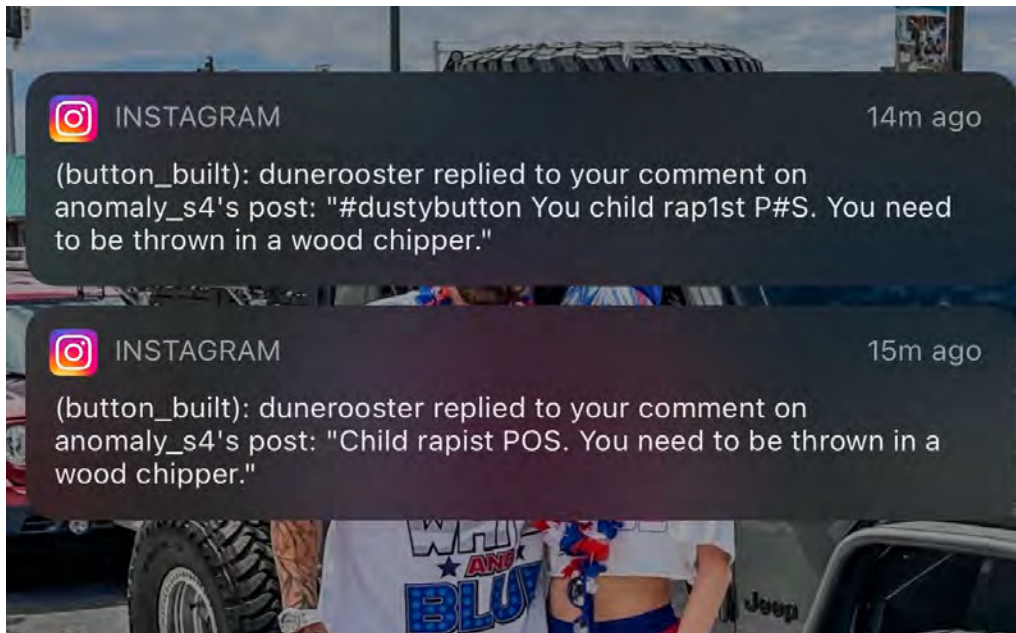 INSTAGRAM 14m ago
(button_built): dunerooster replied to your comment on
anomaly_s4's post: "#dustybutton You child rap1st P#S. You need
to be thrown in a wood chipper."
INSTAGRAM 15m ago
(button_built): dunerooster replied to your comment on
anomaly_s4's post: "Child rapist POS. You need to be thrown in a
wood chipper."
AND
BLU
Jeep